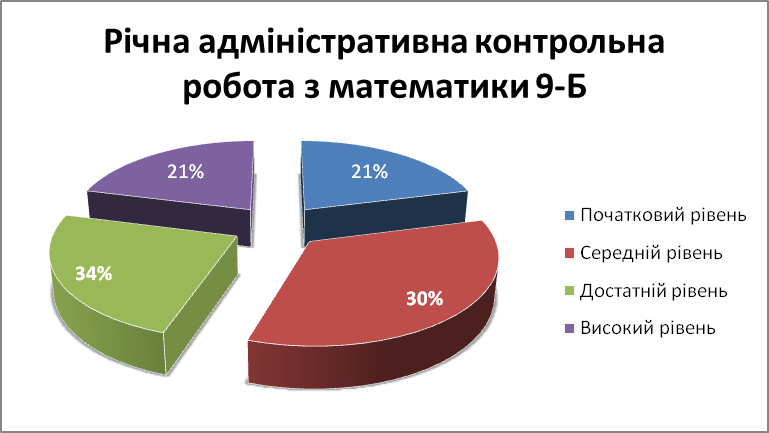 Річна адміністративна контрольна
робота з математики 9-Б
21%
21%
34%
30%
Початковий рівень
Середній рівень
Достатній рівень
Високий рівень